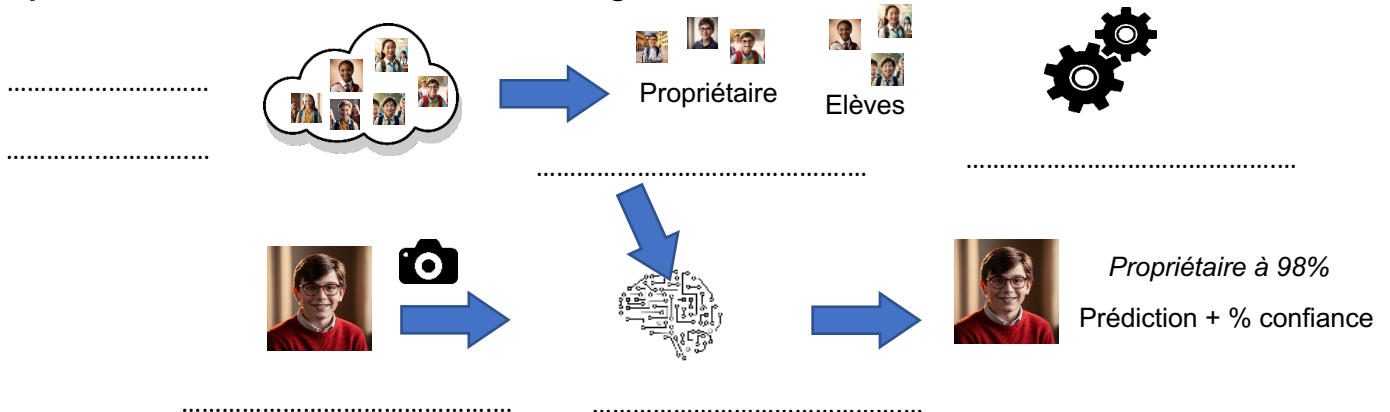 Propriétaire Elèves
Propriétaire à 98%
Prédiction + % confiance